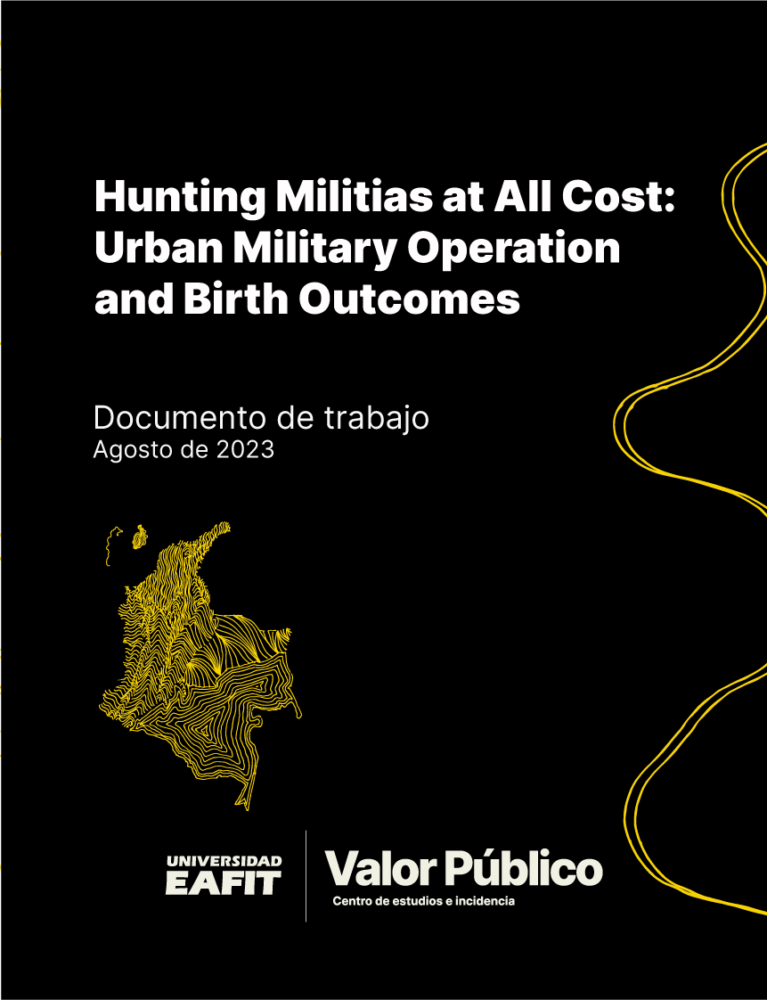 Hunting Militias at All Cost:
Urban Military Operation
and Birth Outcomes
Documento de trabajo
Agosto de 2023
UNIVERSIDAD
EAFIT
Valor Público
Centro de estudios e incidencia